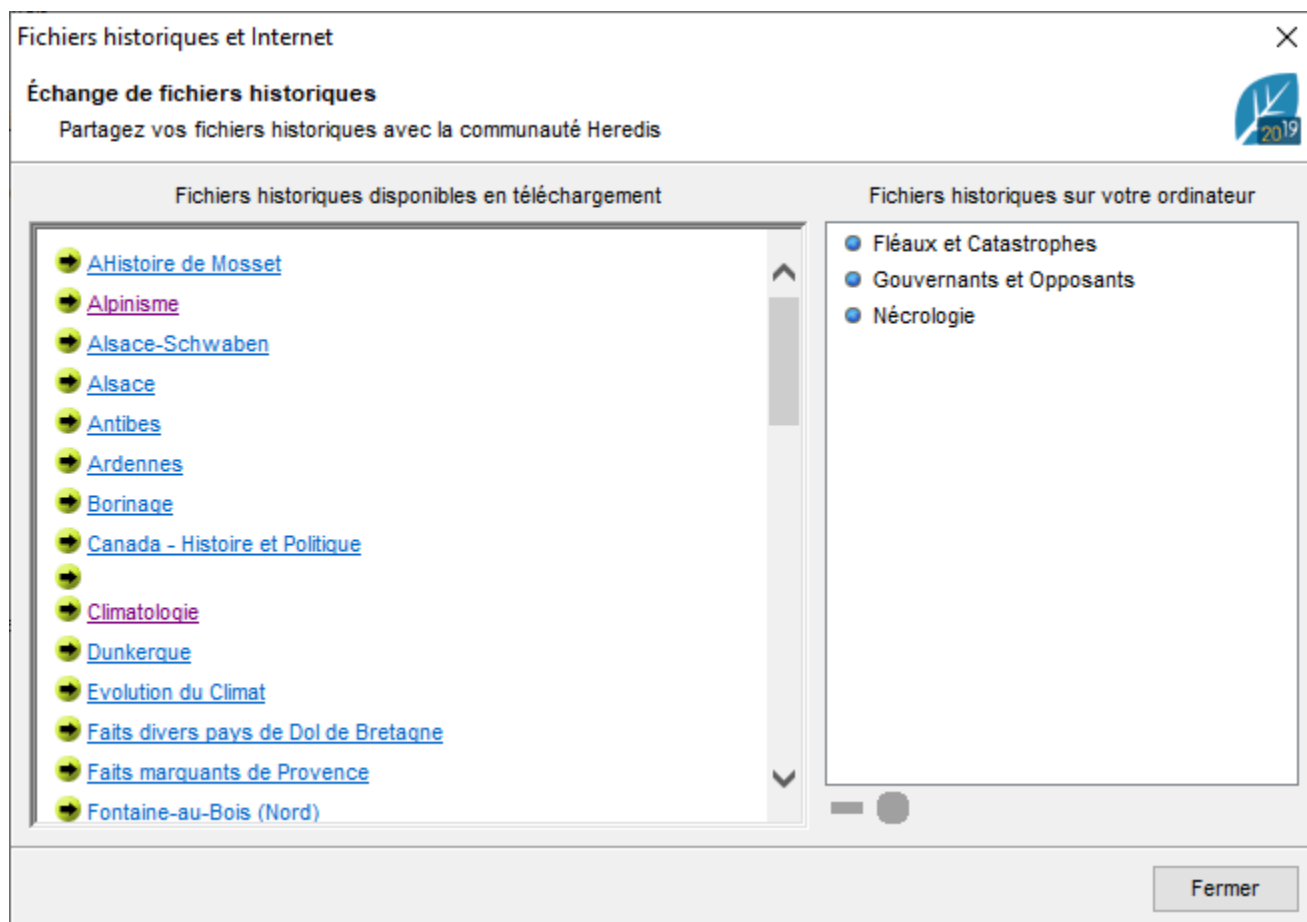 Fichiers historiques et Internet
Échange de fichiers historiques
Partagez vos fichiers historiques avec la communauté Heredis
2019
Fichiers historiques disponibles en téléchargement
AHistoire de Mosset
Alpinisme
Alsace-Schwaben
Alsace
Antibes
Ardennes
Borinage
Canada - Histoire et Politique
Climatologie
Dunkerque
Evolution du Climat
Faits divers pays de Dol de Bretagne
Faits marquants de Provence
Fontaine-au-Bois (Nord)
Fichiers historiques sur votre ordinateur
Fléaux et Catastrophes
Gouvernants et Opposants
Nécrologie
Fermer